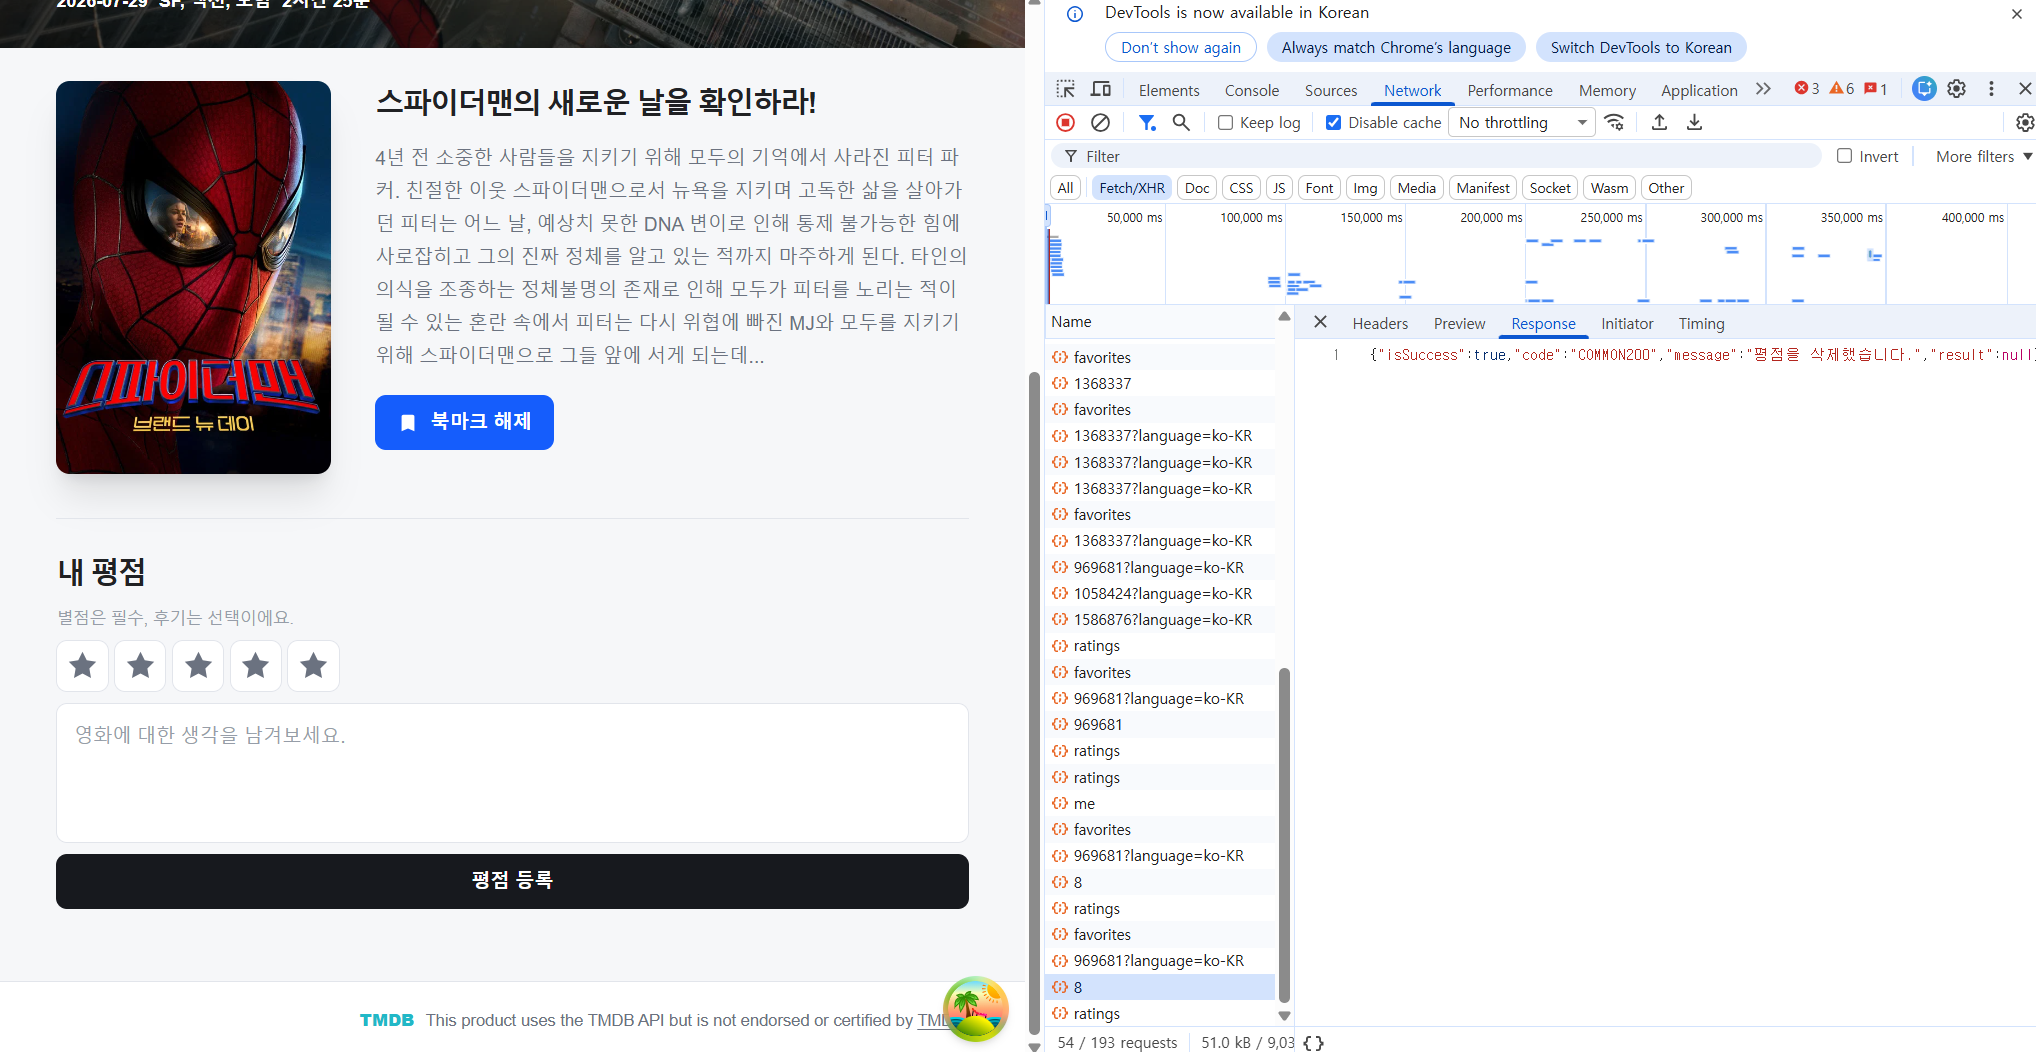 2026-07-29 SF, 액션, 모험 2시간 25분
스파이더맨
브랜드 뉴 데이
스파이더맨의 새로운 날을 확인하라!
4년 전 소중한 사람들을 지키기 위해 모두의 기억에서 사라진 피터 파
커. 친절한 이웃 스파이더맨으로서 뉴욕을 지키며 고독한 삶을 살아가
던 피터는 어느 날, 예상치 못한 DNA 변이로 인해 통제 불가능한 힘에
사로잡히고 그의 진짜 정체를 알고 있는 적까지 마주하게 된다. 타인의
의식을 조종하는 정체불명의 존재로 인해 모두가 피터를 노리는 적이
될 수 있는 혼란 속에서 피터는 다시 위협에 빠진 MJ와 모두를 지키기
위해 스파이더맨으로 그들 앞에 서게 되는데...
북마크 해제
내 평점
별점은 필수, 후기는 선택이에요.
영화에 대한 생각을 남겨보세요.
평점 등록
TMDB This product uses the TMDB API but is not endorsed or certified by
DevTools is now available in Korean
Don't show again Always match Chrome's language Switch DevTools to Korean
Elements Console Sources Network Performance Memory Application 3 6 1
Keep log Disable cache No throttling
Filter Invert More filters
All Fetch/XHR Doc CSS JS Font Img Media Manifest Socket Wasm Other
50,000 ms 100,000 ms 150,000 ms 200,000 ms 250,000 ms 300,000 ms 350,000 ms 400,000 ms
Name Headers Preview Response Initiator Timing
1 {"isSuccess":true,"code":"COMMON200","message":"평점을 삭제했습니다.","result":null}
favorites
1368337
favorites
1368337?language=ko-KR
1368337?language=ko-KR
1368337?language=ko-KR
favorites
1368337?language=ko-KR
969681?language=ko-KR
1058424?language=ko-KR
1586876?language=ko-KR
ratings
favorites
969681?language=ko-KR
969681
ratings
ratings
me
favorites
969681?language=ko-KR
8
ratings
favorites
969681?language=ko-KR
8
ratings
54 / 193 requests 51.0 kB / 9,03 {}